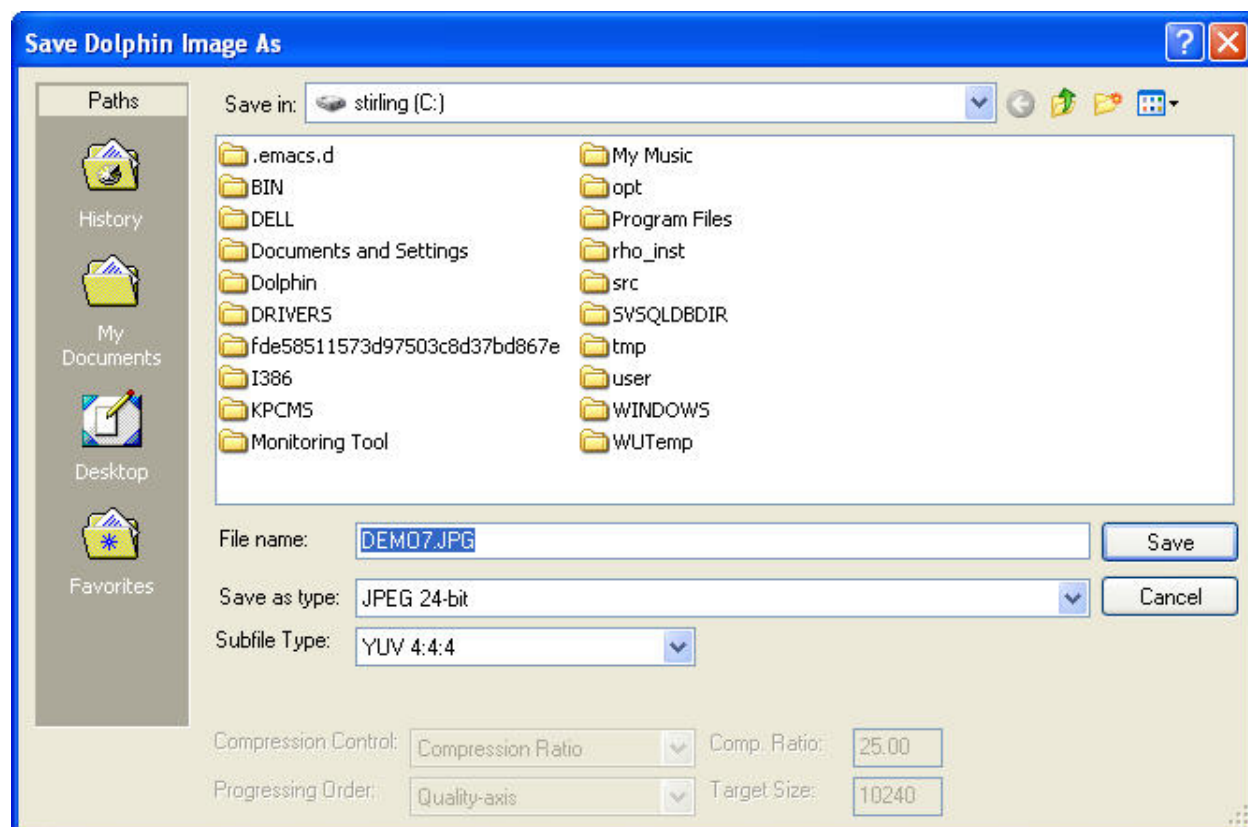 Save Dolphin Image As
Paths
History
My
Documents
Desktop
Favorites
Save in: stirling (C:)
.emacs.d
BIN
DELL
Documents and Settings
Dolphin
DRIVERS
fde58511573d97503c8d37bd867e
I386
KPCMS
Monitoring Tool
My Music
opt
Program Files
rho_inst
src
SVSQLDBDIR
tmp
user
WINDOWS
WUTemp
File name: DEMO7.JPG Save
Save as type: JPEG 24-bit Cancel
Subfile Type: YUV 4:4:4
Compression Control: Compression Ratio Comp. Ratio: 25.00
Progressing Order: Quality-axis Target Size: 10240